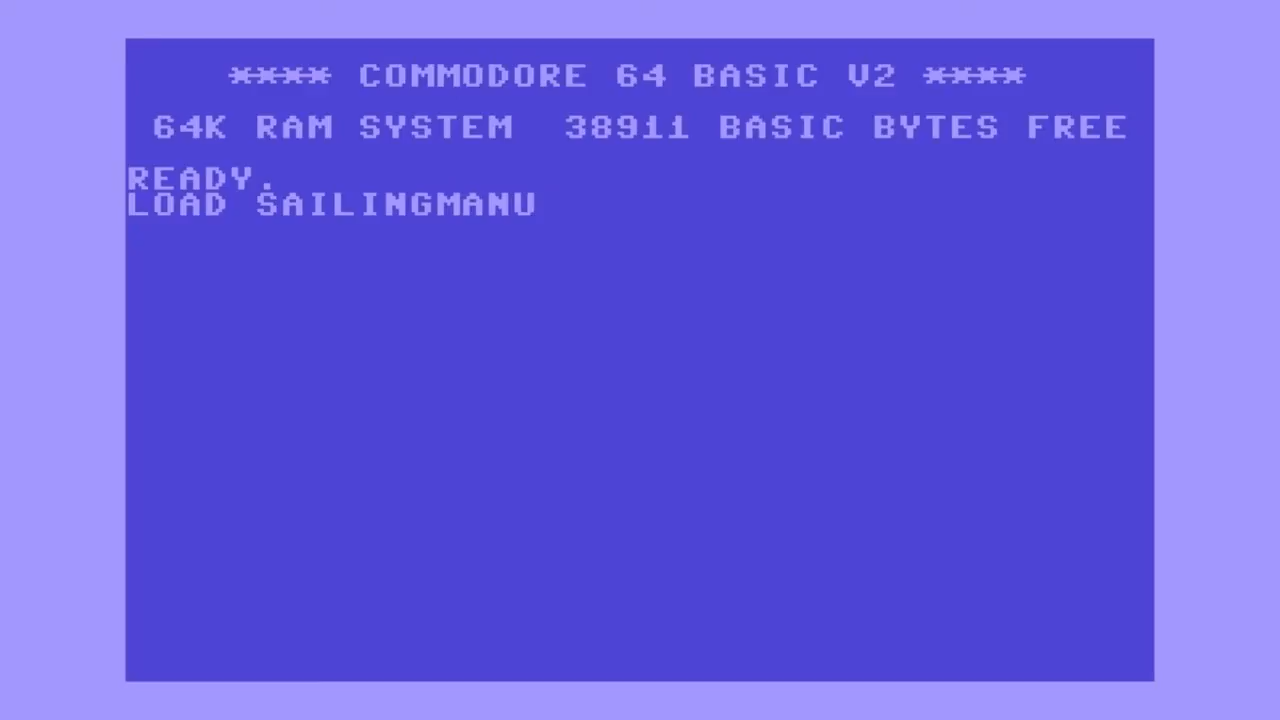 **** COMMODORE 64 BASIC V2 ****
64K RAM SYSTEM  38911 BASIC BYTES FREE
READY.
LOAD SAILINGMANU